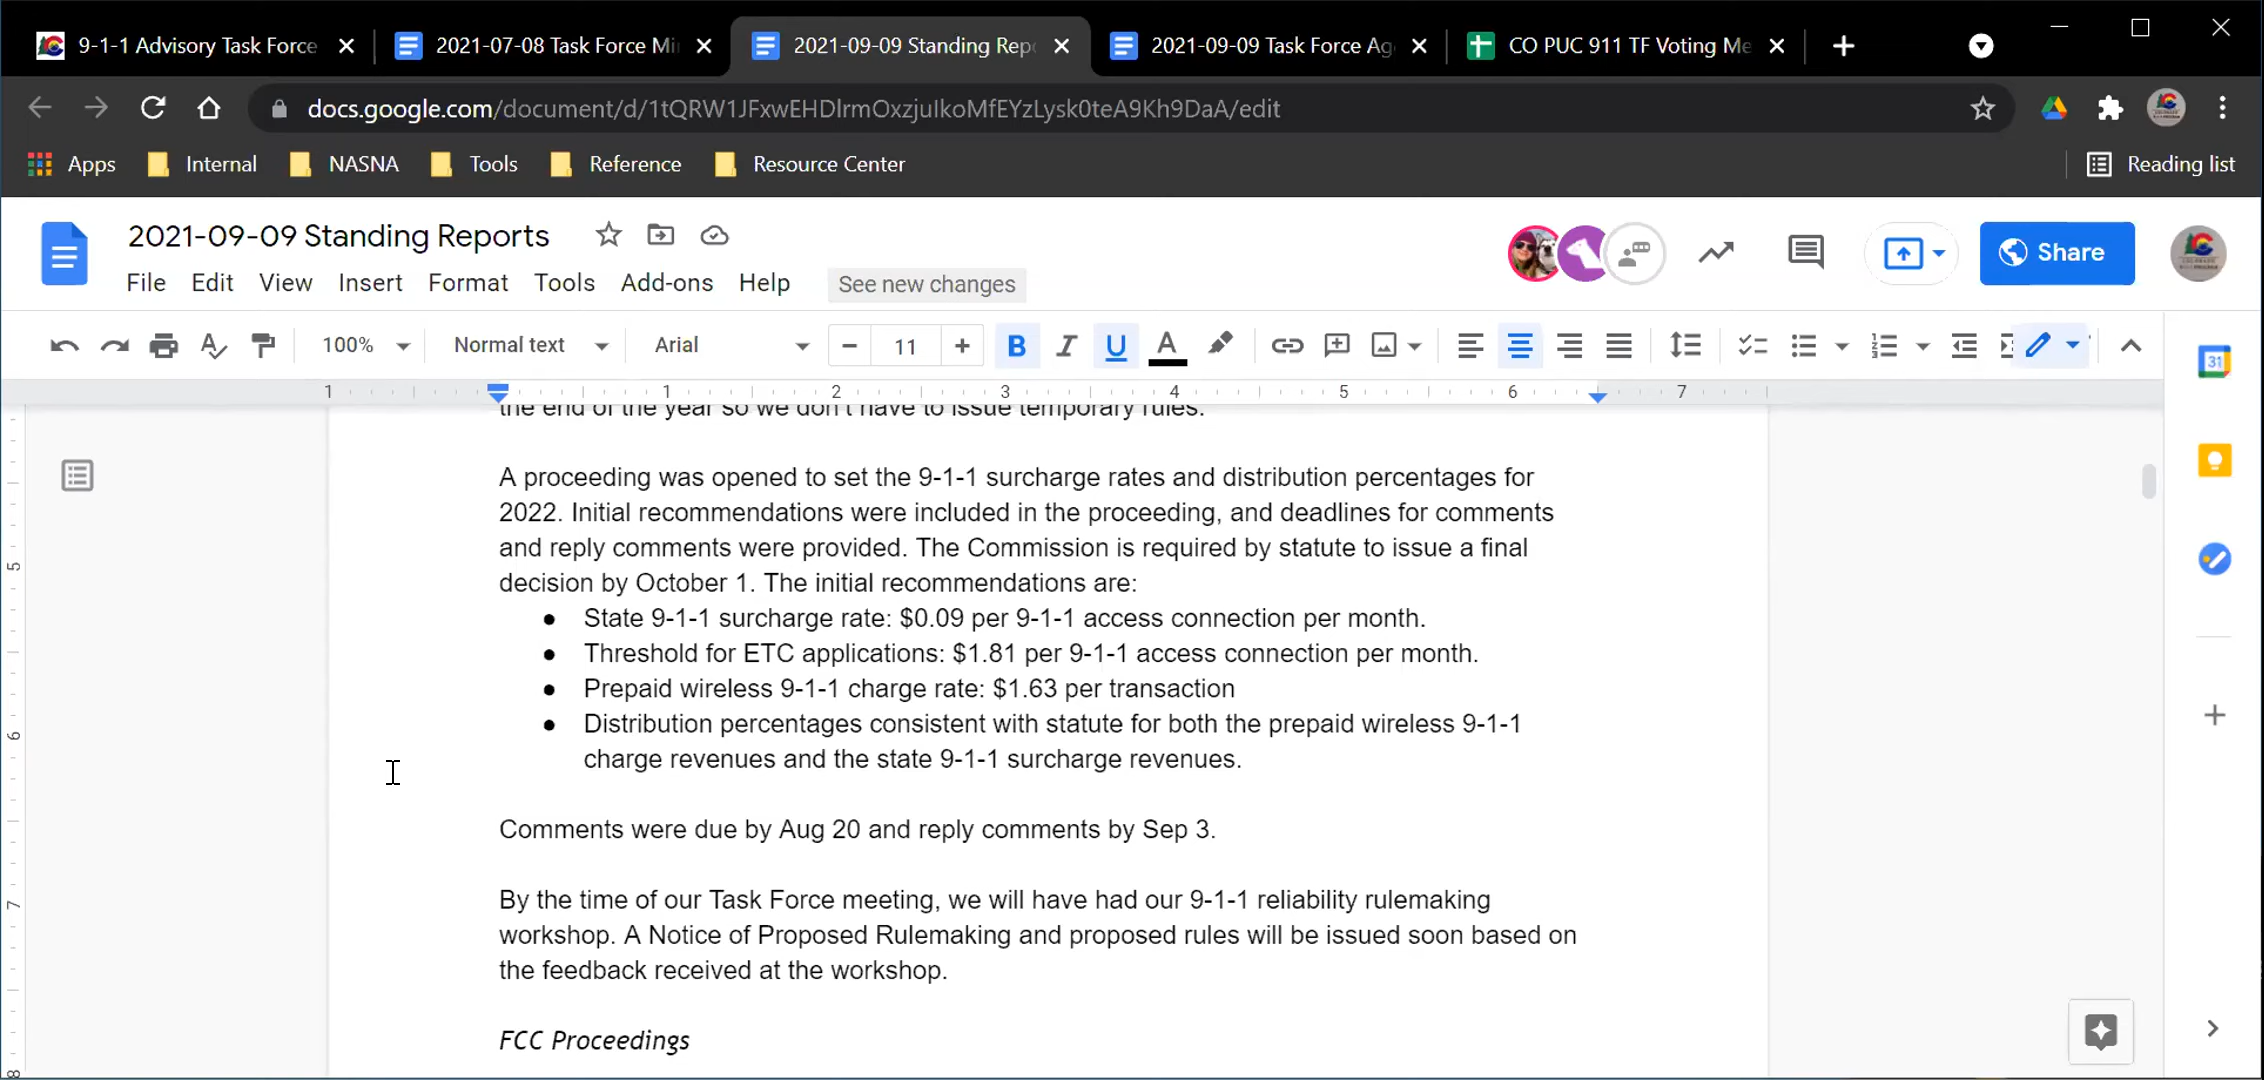 9-1-1 Advisory Task Force
2021-07-08 Task Force Mi
2021-09-09 Standing Rep
2021-09-09 Task Force Ag
CO PUC 911 TF Voting Me
docs.google.com/document/d/1tQRW1JFxwEHDlrmOxzjuIkoMfEYzLysk0teA9Kh9DaA/edit
Apps Internal NASNA Tools Reference Resource Center Reading list
2021-09-09 Standing Reports
File Edit View Insert Format Tools Add-ons Help See new changes
Share
100% Normal text Arial 11 B I U A
1 1 2 3 4 5 6 7
the end of the year so we don't have to issue temporary rules.
A proceeding was opened to set the 9-1-1 surcharge rates and distribution percentages for
2022. Initial recommendations were included in the proceeding, and deadlines for comments
and reply comments were provided. The Commission is required by statute to issue a final
decision by October 1. The initial recommendations are:
● State 9-1-1 surcharge rate: $0.09 per 9-1-1 access connection per month.
● Threshold for ETC applications: $1.81 per 9-1-1 access connection per month.
● Prepaid wireless 9-1-1 charge rate: $1.63 per transaction
● Distribution percentages consistent with statute for both the prepaid wireless 9-1-1
charge revenues and the state 9-1-1 surcharge revenues.
Comments were due by Aug 20 and reply comments by Sep 3.
By the time of our Task Force meeting, we will have had our 9-1-1 reliability rulemaking
workshop. A Notice of Proposed Rulemaking and proposed rules will be issued soon based on
the feedback received at the workshop.
FCC Proceedings
5
6
7
8
31